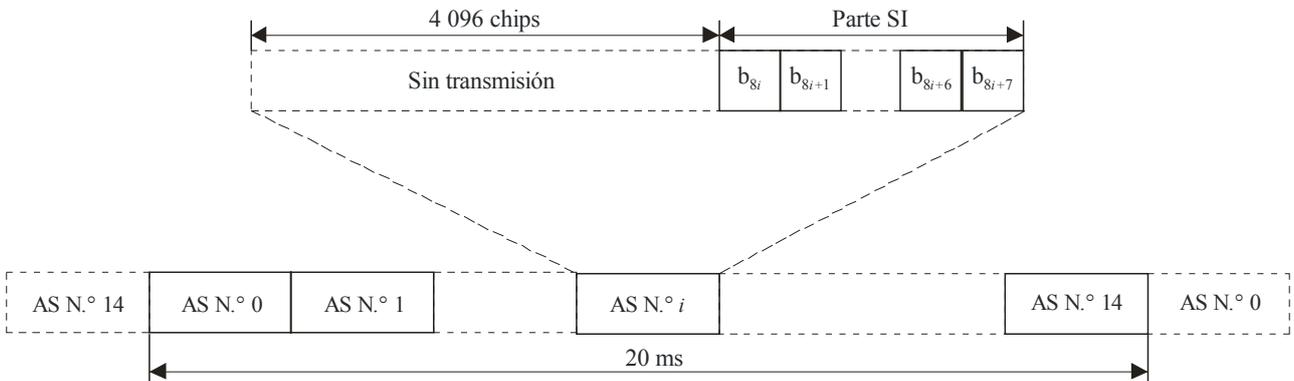 4 096 chips Parte SI
Sin transmisión b8i b8i+1 b8i+6 b8i+7
AS N.° 14 AS N.° 0 AS N.° 1 AS N.° i AS N.° 14 AS N.° 0
20 ms